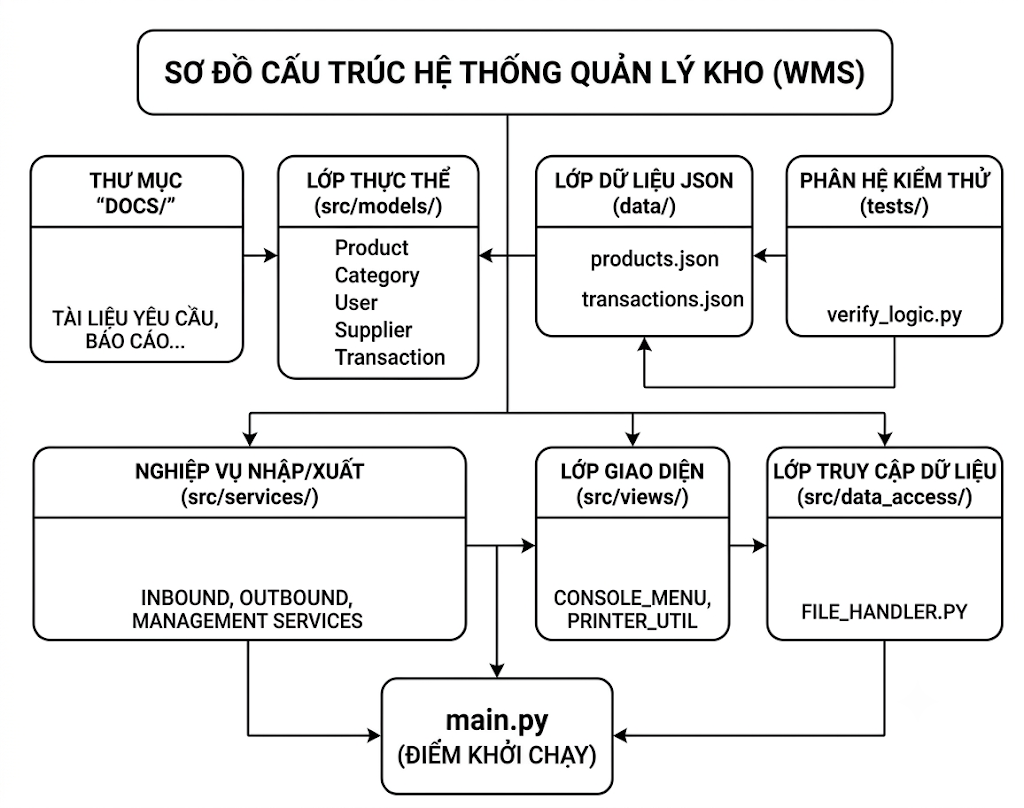 SƠ ĐỒ CẤU TRÚC HỆ THỐNG QUẢN LÝ KHO (WMS)
THƯ MỤC
“DOCS/”
TÀI LIỆU YÊU CẦU,
BÁO CÁO...
LỚP THỰC THỂ
(src/models/)
Product
Category
User
Supplier
Transaction
LỚP DỮ LIỆU JSON
(data/)
products.json
transactions.json
PHÂN HỆ KIỂM THỬ
(tests/)
verify_logic.py
NGHIỆP VỤ NHẬP/XUẤT
(src/services/)
INBOUND, OUTBOUND,
MANAGEMENT SERVICES
LỚP GIAO DIỆN
(src/views/)
CONSOLE_MENU,
PRINTER_UTIL
LỚP TRUY CẬP DỮ LIỆU
(src/data_access/)
FILE_HANDLER.PY
main.py
(ĐIỂM KHỞI CHẠY)